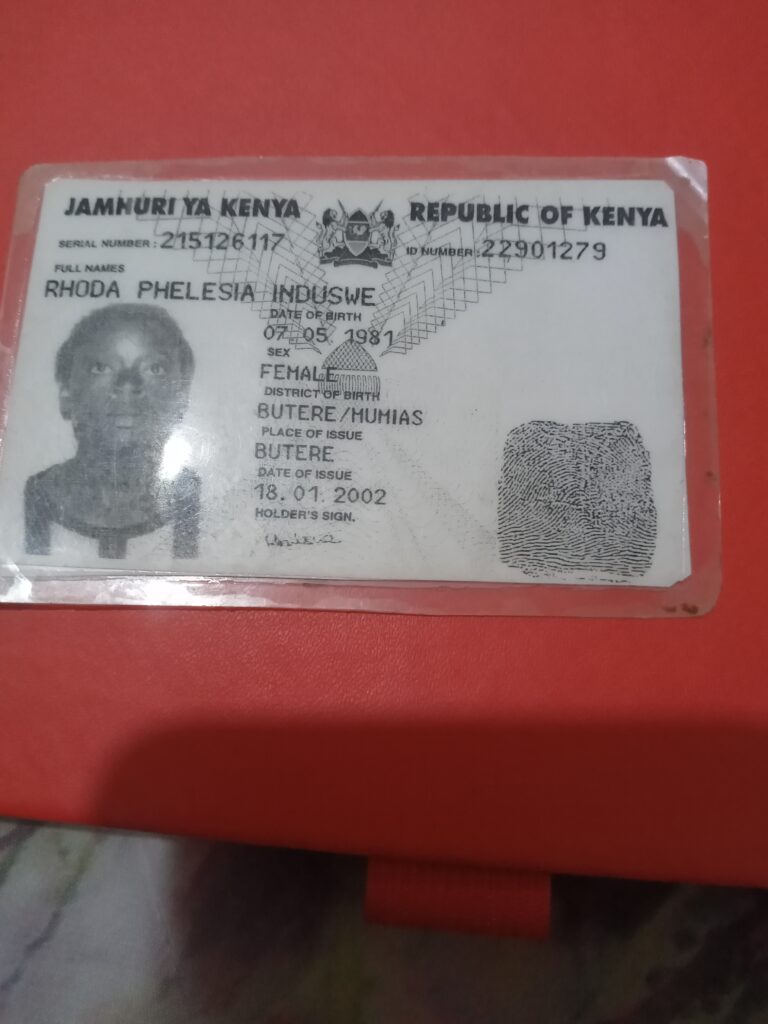 JAMHURI YA KENYA REPUBLIC OF KENYA
SERIAL NUMBER: 215126117 ID NUMBER: 22901279
FULL NAMES
RHODA PHELESIA INDUSWE
DATE OF BIRTH
07. 05. 1981
SEX
FEMALE
DISTRICT OF BIRTH
BUTERE/MUMIAS
PLACE OF ISSUE
BUTERE
DATE OF ISSUE
18. 01. 2002
HOLDER'S SIGN.